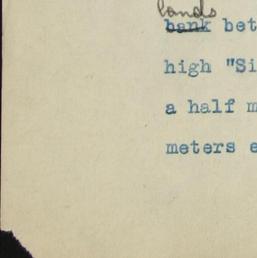 lands
bank bet
high "Si
a half m
meters e